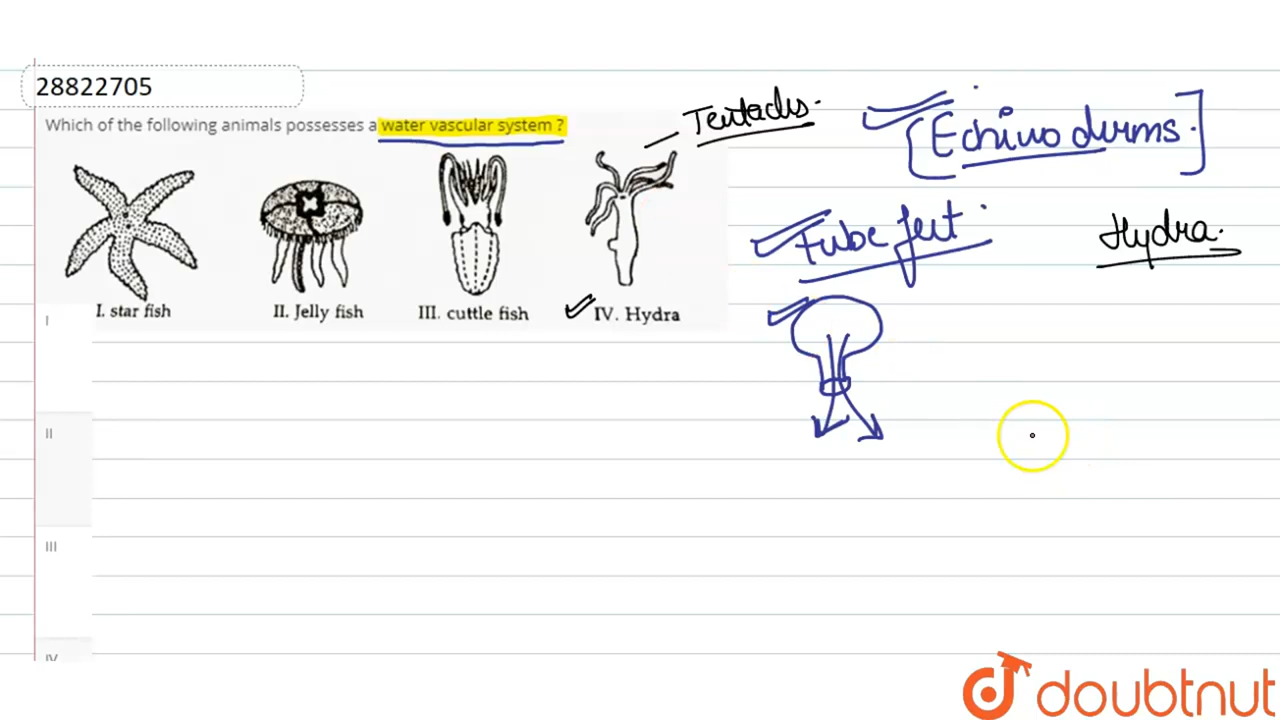 28822705
Which of the following animals possesses a water vascular system ?
Tentacles.
[Echinoderms.]
Tube feet.
Hydra.
I. star fish
II. Jelly fish
III. cuttle fish
IV. Hydra
I
II
III
IV
doubtnut